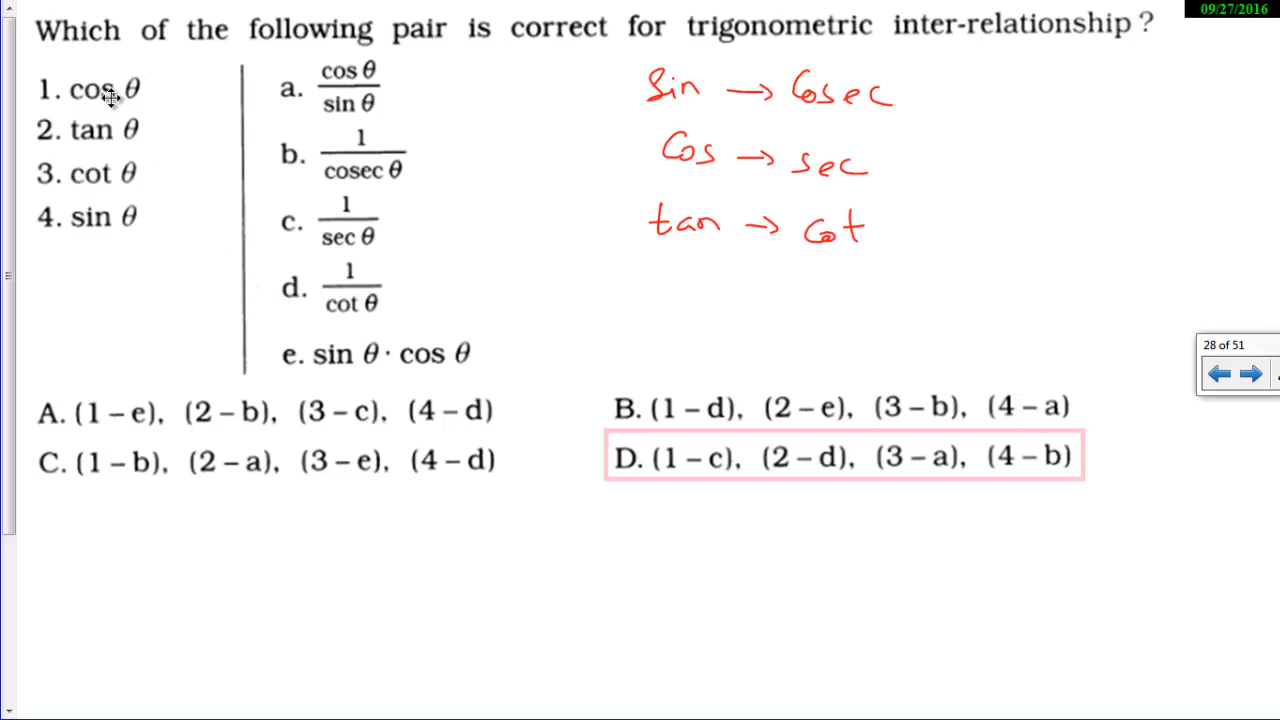 09/27/2016
Which of the following pair is correct for trigonometric inter-relationship ?
1. cos θ
2. tan θ
3. cot θ
4. sin θ
a. cos θ / sin θ
b. 1 / cosec θ
c. 1 / sec θ
d. 1 / cot θ
e. sin θ · cos θ
Sin → Cosec
Cos → sec
tan → cot
28 of 51
A. (1 – e), (2 – b), (3 – c), (4 – d)
B. (1 – d), (2 – e), (3 – b), (4 – a)
C. (1 – b), (2 – a), (3 – e), (4 – d)
D. (1 – c), (2 – d), (3 – a), (4 – b)